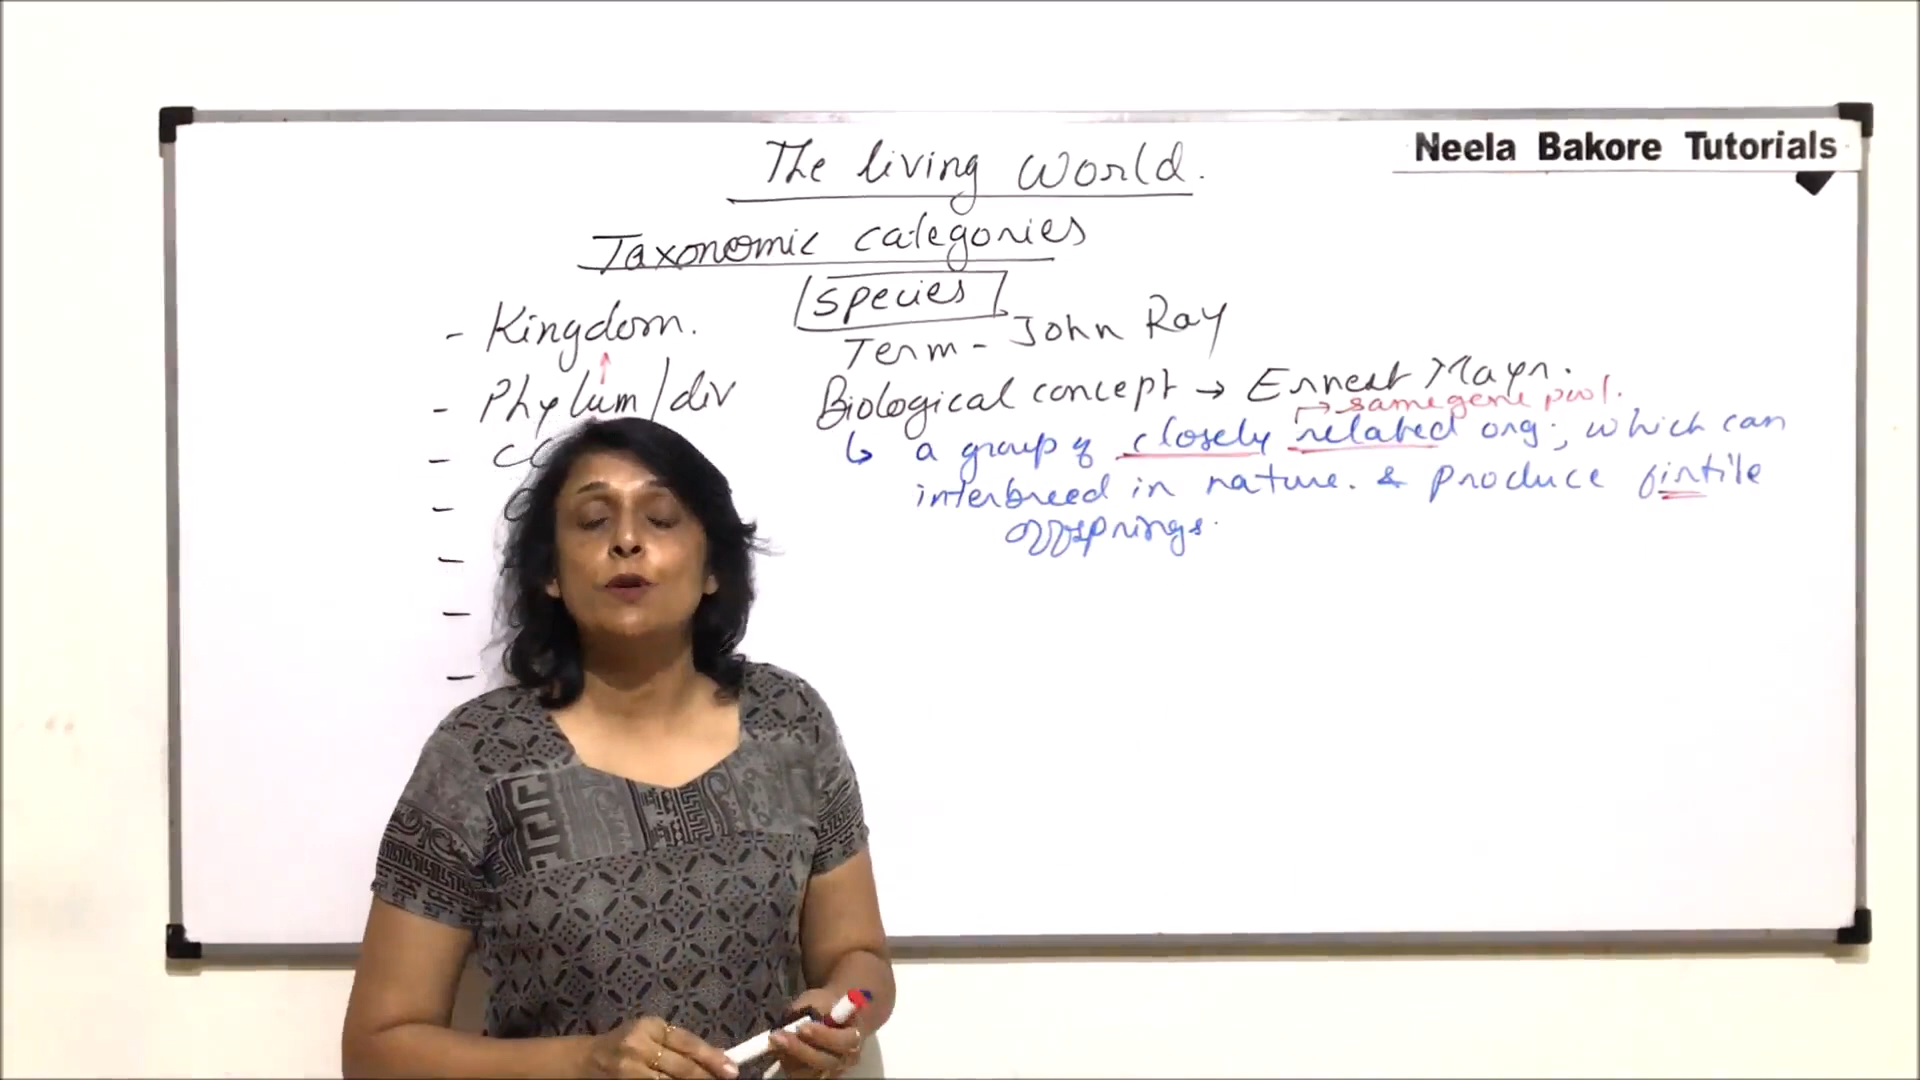 Neela Bakore Tutorials
The living World.
Taxonomic categories
Species
Term - John Ray
- Kingdom.
- Phylum/div
Biological concept → Ernest Mayr.
→ same gene pool.
↳ a group of closely related org., which can
interbreed in nature. & produce firtile
offsprings.